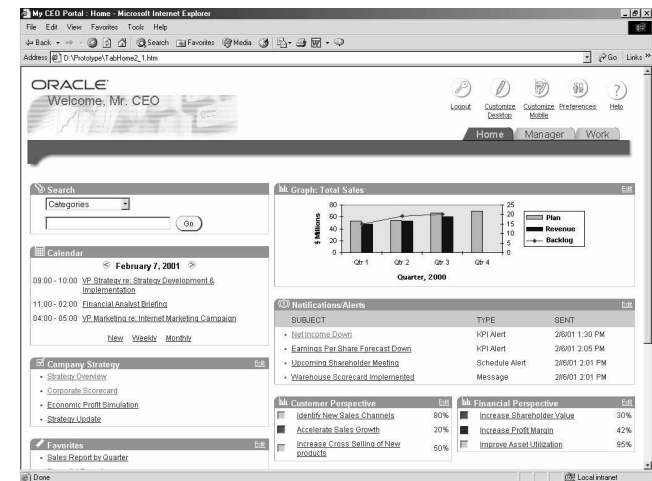 My CEO Portal : Home - Microsoft Internet Explorer
File Edit View Favorites Tools Help
Back Search Favorites Media
Address D:\Prototype\TabHome2_1.htm Go Links »
ORACLE
Welcome, Mr. CEO
Logout Customize Desktop Customize Mobile Preferences Help
Home Manager Work
Search
Categories
Go
Calendar
February 7, 2001
09:00 - 10:00 VP Strategy re: Strategy Development &
Implementation
11:00 - 02:00 Financial Analyst Briefing
04:00 - 05:00 VP Marketing re: Internet Marketing Campaign
New Weekly Monthly
Company Strategy Edit
Strategy Overview
Corporate Scorecard
Economic Profit Simulation
Strategy Update
Favorites Edit
Sales Report by Quarter
Graph: Total Sales Edit
$ Millions
80
60
40
20
0
25
20
15
10
5
0
Qtr 1 Qtr 2 Qtr 3 Qtr 4
Quarter, 2000
Plan
Revenue
Backlog
Notifications/Alerts Edit
SUBJECT TYPE SENT
Net Income Down KPI Alert 2/6/01 1:30 PM
Earnings Per Share Forecast Down KPI Alert 2/6/01 2:05 PM
Upcoming Shareholder Meeting Schedule Alert 2/6/01 2:01 PM
Warehouse Scorecard Implemented Message 2//6/01 2:01 PM
Customer Perspective Edit
Identify New Sales Channels 80%
Accelerate Sales Growth 20%
Increase Cross Selling of New
products 50%
Financial Perspective Edit
Increase Shareholder Value 30%
Increase Profit Margin 42%
Improve Asset Utilization 95%
Done Local intranet